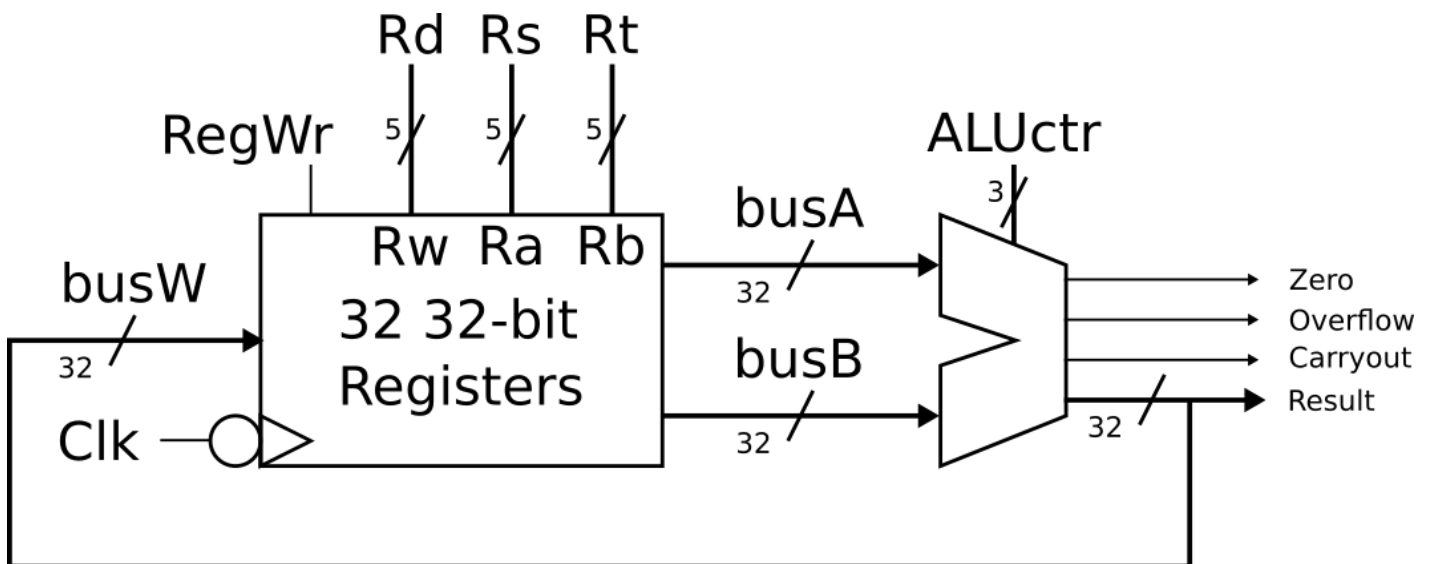 Rd Rs Rt
RegWr 5 5 5 ALUctr
3
Rw Ra Rb busA
busW 32 32-bit 32
32 Registers busB
Clk 32
Zero
Overflow
Carryout
32 Result